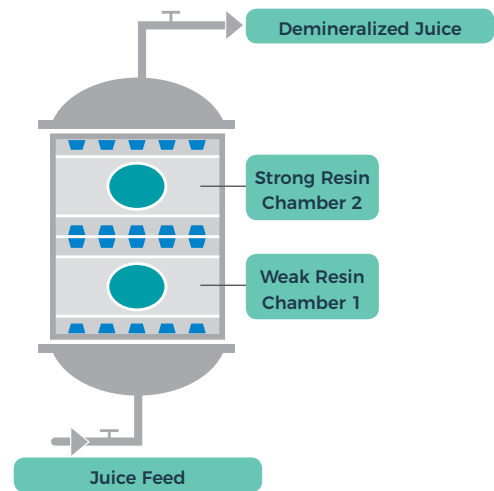 Demineralized Juice
Strong Resin
Chamber 2
Weak Resin
Chamber 1
Juice Feed